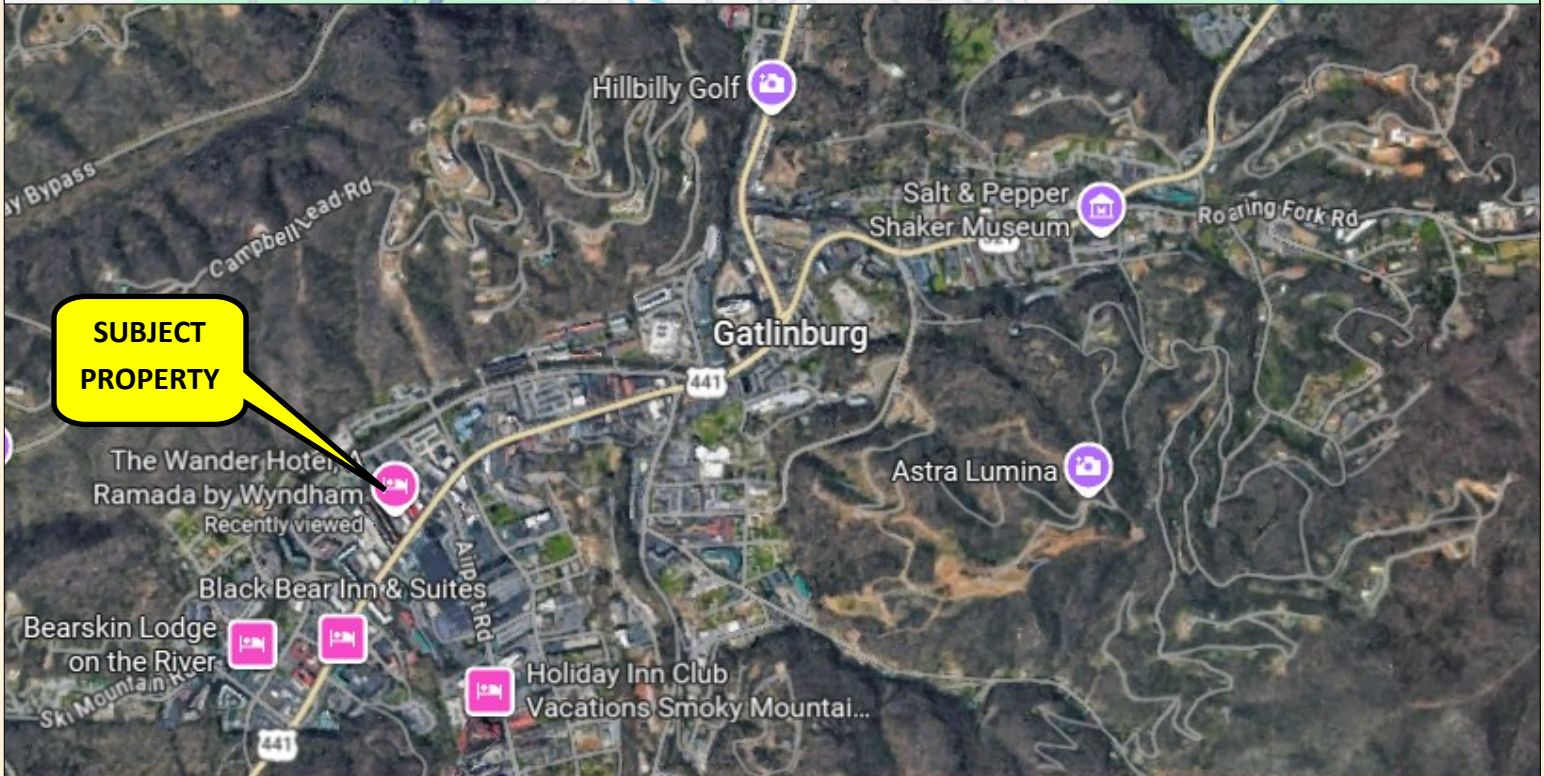 Hillbilly Golf
Salt & Pepper
Shaker Museum
321
Roaring Fork Rd
ay Bypass
Campbell Lead Rd
SUBJECT
PROPERTY
Gatlinburg
441
The Wander Hotel, A
Ramada by Wyndham
Recently viewed
Astra Lumina
Airport Rd
Black Bear Inn & Suites
Bearskin Lodge
on the River
Ski Mountain Rd
Holiday Inn Club
Vacations Smoky Mountai...
441